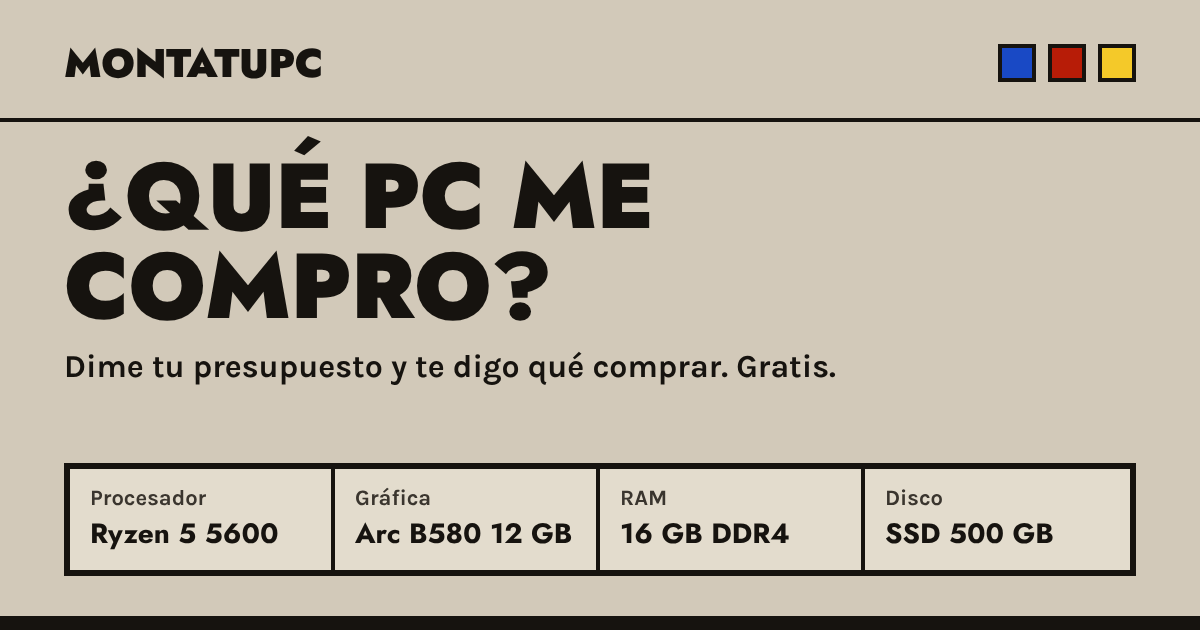 MONTATUPC
¿QUÉ PC ME
COMPRO?
Dime tu presupuesto y te digo qué comprar. Gratis.
Procesador
Ryzen 5 5600
Gráfica
Arc B580 12 GB
RAM
16 GB DDR4
Disco
SSD 500 GB